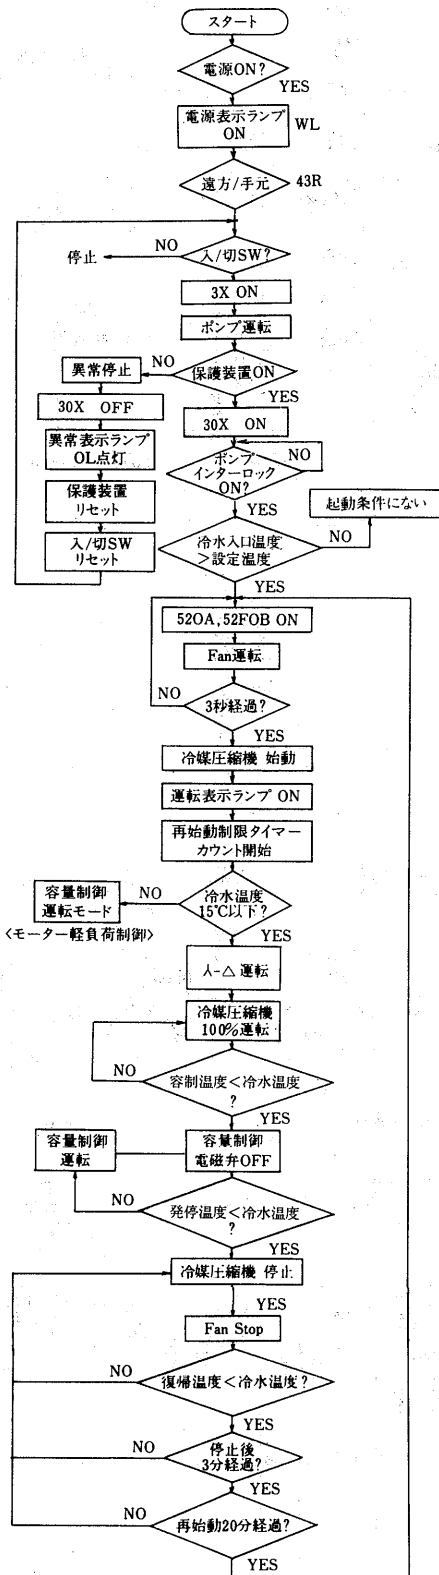 スタート
電源ON?
YES
電源表示ランプ
ON
WL
遠方/手元
43R
入/切SW?
NO
停止
3X ON
ポンプ運転
保護装置ON
NO
YES
異常停止
30X OFF
異常表示ランプ
OL点灯
保護装置
リセット
入/切SW
リセット
30X ON
ポンプ
インターロック
ON?
NO
YES
起動条件にない
冷水入口温度
>設定温度
NO
YES
52OA,52FOB ON
Fan運転
3秒経過?
NO
YES
冷媒圧縮機 始動
運転表示ランプ ON
再始動制限タイマー
カウント開始
冷水温度
15℃以下?
NO
YES
容量制御
運転モード
〈モーター軽負荷制御〉
人-△ 運転
冷媒圧縮機
100%運転
容制温度<冷水温度
?
NO
YES
容量制御
運転
容量制御
電磁弁OFF
発停温度<冷水温度
?
NO
YES
冷媒圧縮機 停止
YES
Fan Stop
復帰温度<冷水温度?
NO
YES
停止後
3分経過?
NO
YES
再始動20分経過?
NO
YES